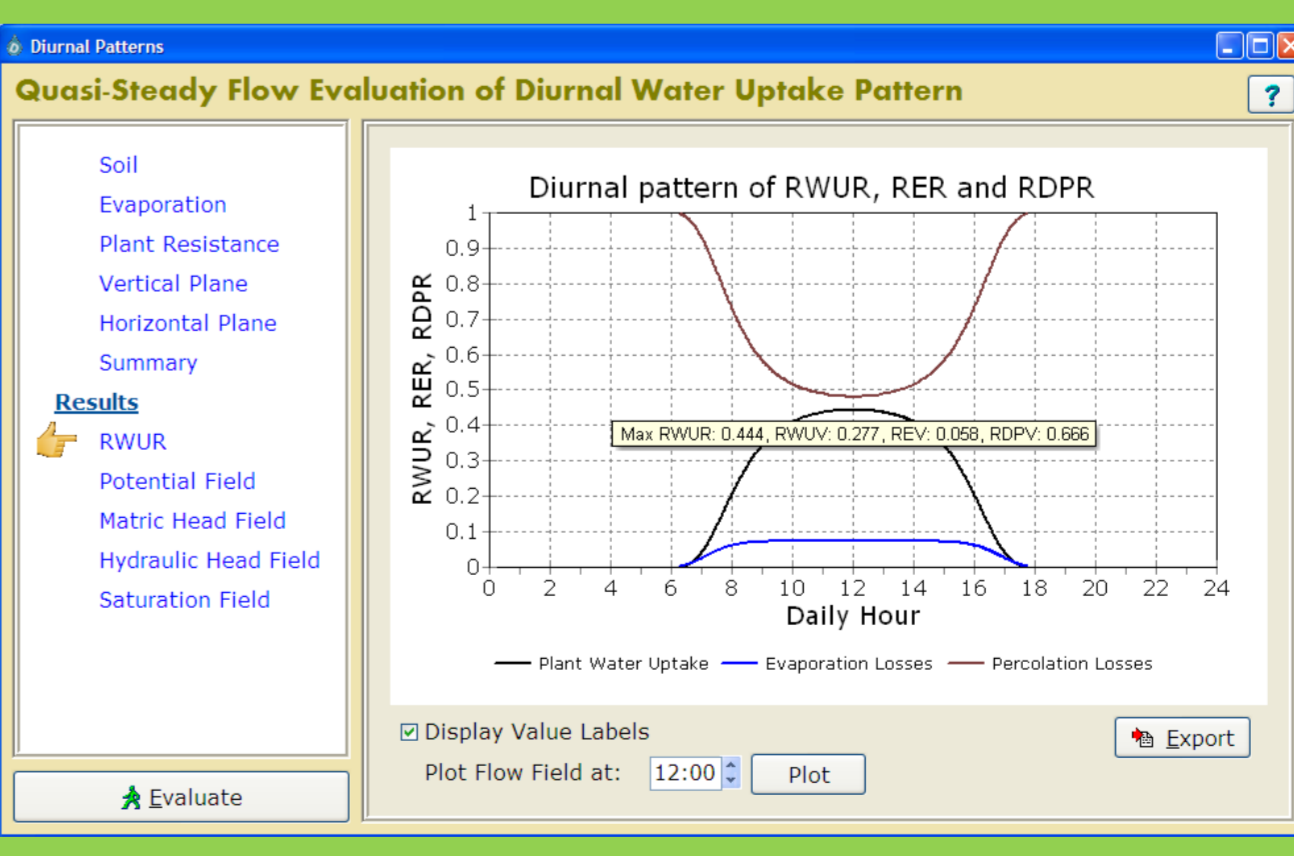 Diurnal Patterns
Quasi-Steady Flow Evaluation of Diurnal Water Uptake Pattern
?
Soil
Evaporation
Plant Resistance
Vertical Plane
Horizontal Plane
Summary
Results
RWUR
Potential Field
Matric Head Field
Hydraulic Head Field
Saturation Field
Evaluate
Diurnal pattern of RWUR, RER and RDPR
RWUR, RER, RDPR
1
0.9
0.8
0.7
0.6
0.5
0.4
0.3
0.2
0.1
0
Max RWUR: 0.444, RWUV: 0.277, REV: 0.058, RDPV: 0.666
0 2 4 6 8 10 12 14 16 18 20 22 24
Daily Hour
Plant Water Uptake Evaporation Losses Percolation Losses
Display Value Labels
Export
Plot Flow Field at: 12:00 Plot